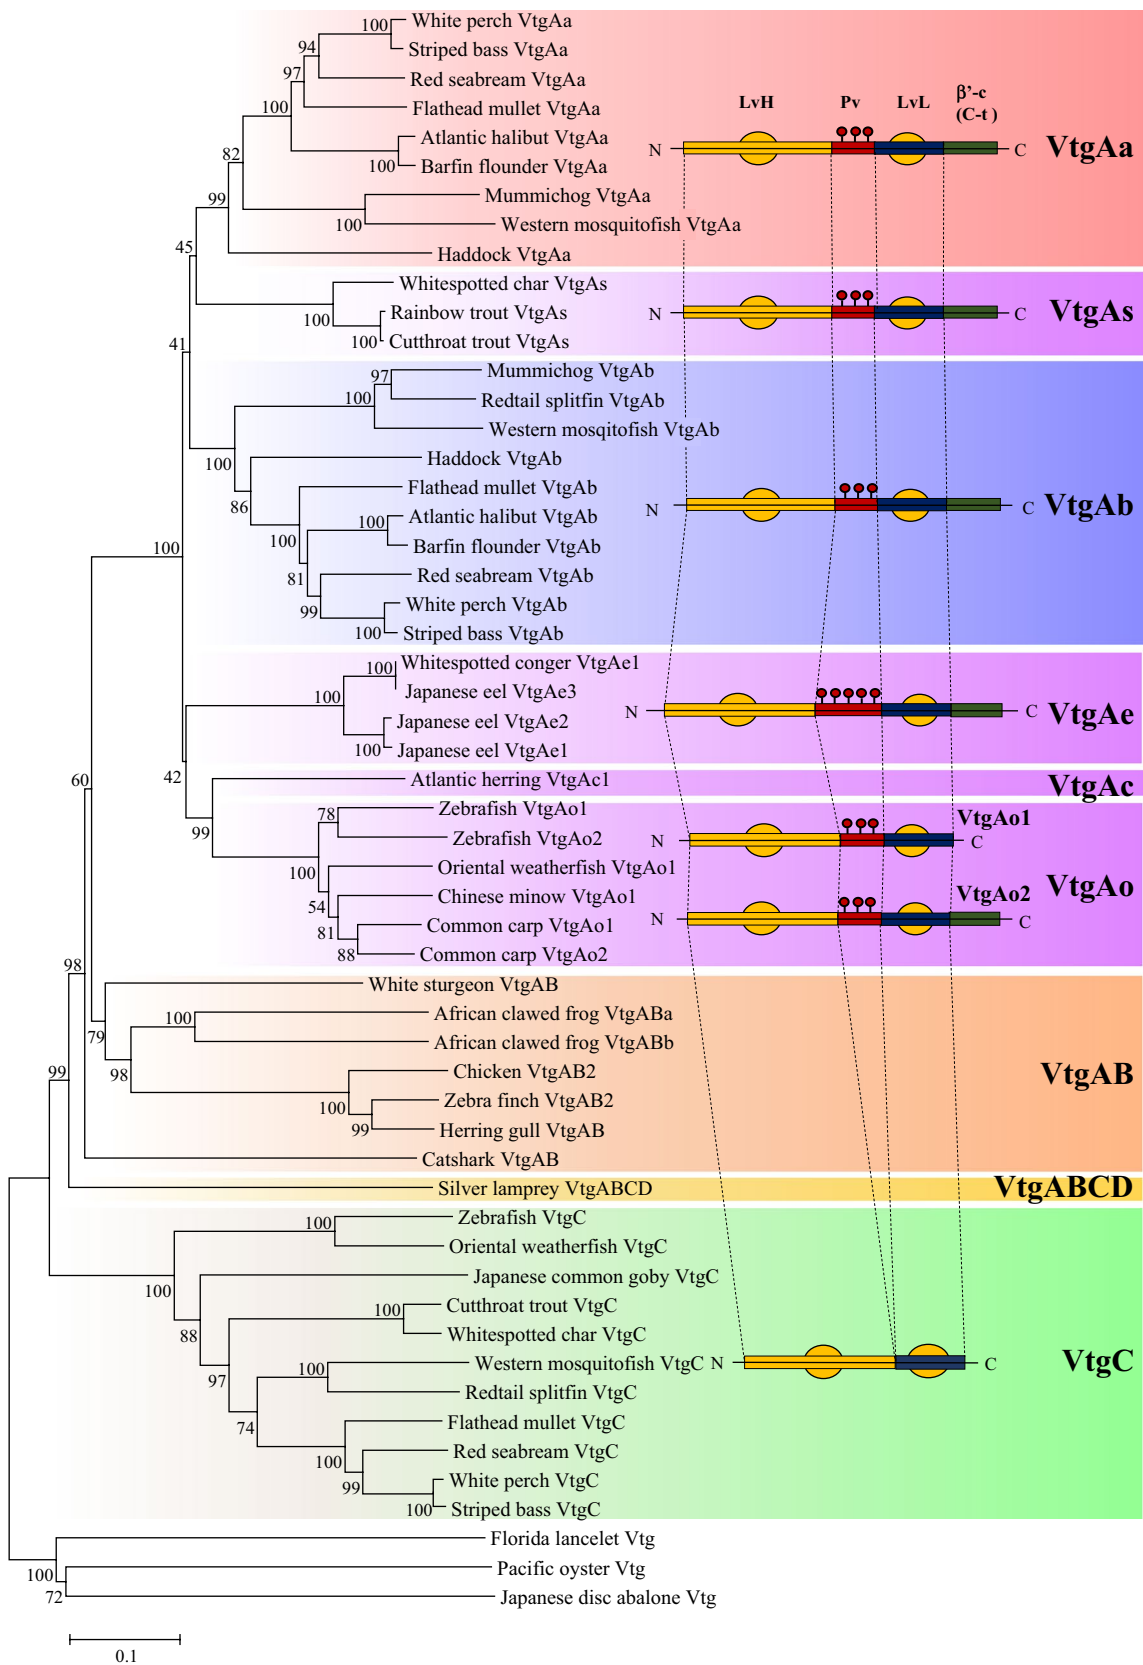 White perch VtgAa
100
Striped bass VtgAa
94
Red seabream VtgAa
97
Flathead mullet VtgAa
100
Atlantic halibut VtgAa
100
Barfin flounder VtgAa
82
Mummichog VtgAa
100
Western mosquitofish VtgAa
99
Haddock VtgAa
LvH Pv LvL β’-c
(C-t )
N C VtgAa
45
Whitespotted char VtgAs
100
Rainbow trout VtgAs
100
Cutthroat trout VtgAs
N C VtgAs
41
Mummichog VtgAb
97
100
Redtail splitfin VtgAb
Western mosqitofish VtgAb
100
Haddock VtgAb
86
Flathead mullet VtgAb
100
Atlantic halibut VtgAb
100
Barfin flounder VtgAb
81
Red seabream VtgAb
99
White perch VtgAb
100
Striped bass VtgAb
N C VtgAb
100
Whitespotted conger VtgAe1
100
Japanese eel VtgAe3
100
Japanese eel VtgAe2
100
Japanese eel VtgAe1
N C VtgAe
42
60
Atlantic herring VtgAc1
VtgAc
99
Zebrafish VtgAo1
78
Zebrafish VtgAo2
100
Oriental weatherfish VtgAo1
54
Chinese minow VtgAo1
81
Common carp VtgAo1
88
Common carp VtgAo2
VtgAo1
N C
VtgAo
VtgAo2
N C
98
White sturgeon VtgAB
79
African clawed frog VtgABa
100
African clawed frog VtgABb
98
Chicken VtgAB2
100
Zebra finch VtgAB2
99
Herring gull VtgAB
Catshark VtgAB
VtgAB
99
Silver lamprey VtgABCD
VtgABCD
Zebrafish VtgC
100
Oriental weatherfish VtgC
100
Japanese common goby VtgC
88
Cutthroat trout VtgC
100
Whitespotted char VtgC
97
Western mosquitofish VtgC
100
Redtail splitfin VtgC
74
Flathead mullet VtgC
100
Red seabream VtgC
99
White perch VtgC
100
Striped bass VtgC
N C VtgC
Florida lancelet Vtg
100
Pacific oyster Vtg
72
Japanese disc abalone Vtg
0.1